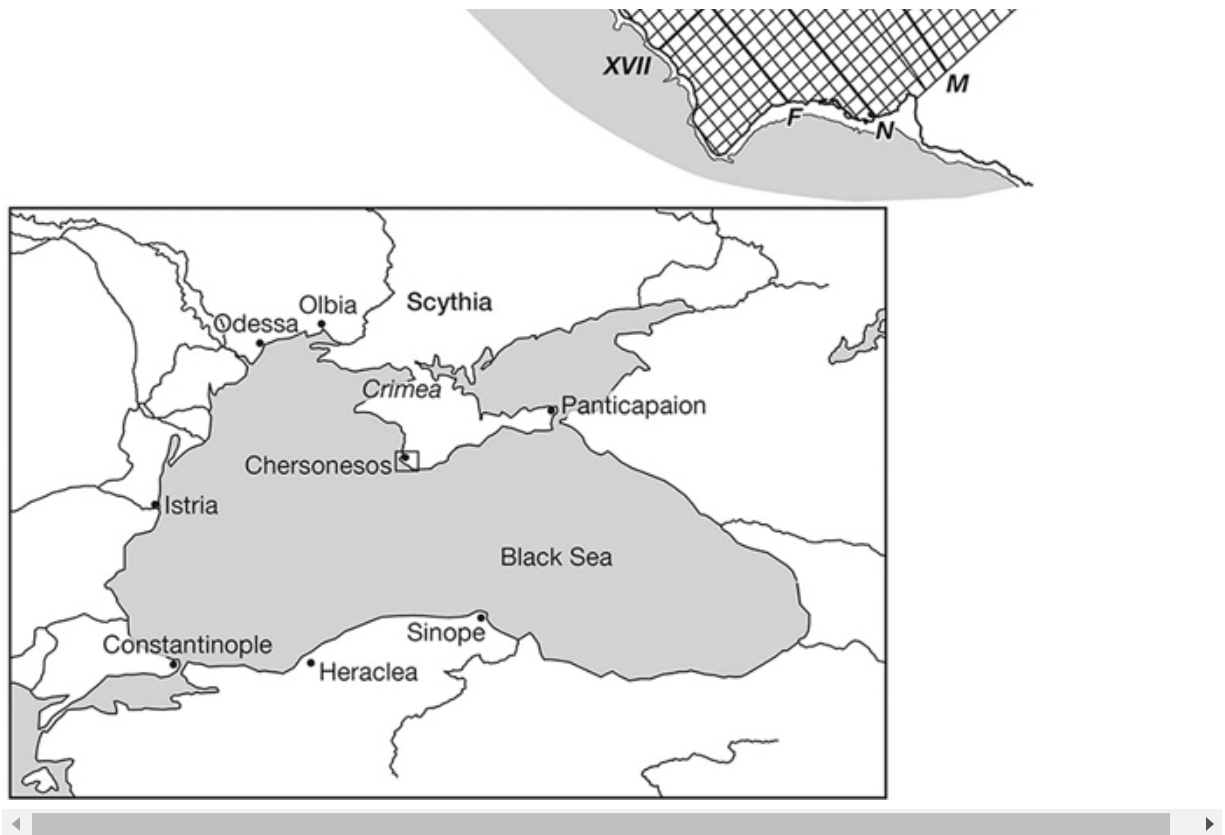 XVII
M
F
N
Olbia
Scythia
Odessa
Crimea
Panticapaion
Chersonesos
Istria
Black Sea
Sinope
Constantinople
Heraclea